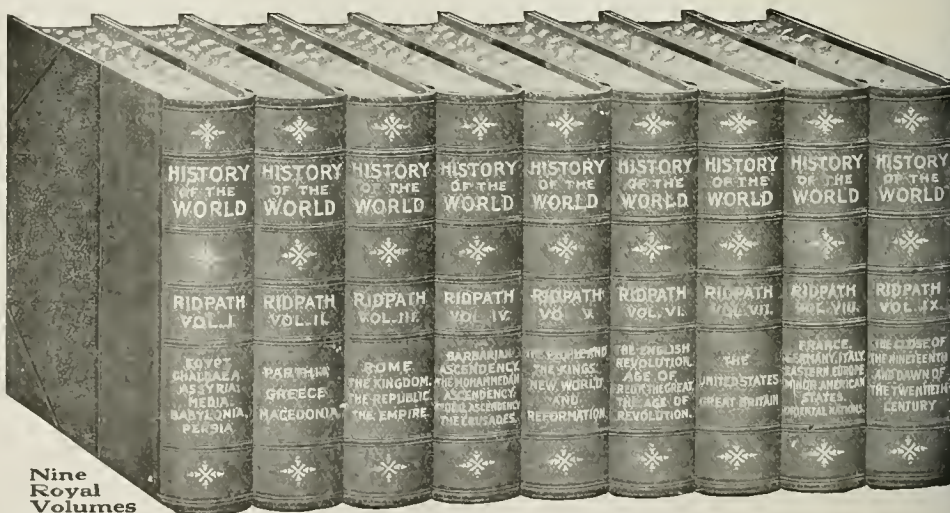 HISTORY
OF THE
WORLD
RIDPATH
VOL. I.
EGYPT
CHALDAEA
ASSYRIA
MEDIA
BABYLONIA,
PERSIA
HISTORY
OF THE
WORLD
RIDPATH
VOL. II.
PARTHIA
GREECE
MACEDONIA
HISTORY
OF THE
WORLD
RIDPATH
VOL. III.
ROME
THE KINGDOM.
THE REPUBLIC.
THE EMPIRE.
HISTORY
OF THE
WORLD
RIDPATH
VOL. IV.
BARBARIAN
ASCENDENCY.
THE MOHAMMEDAN
ASCENDENCY.
ASCENDENCY
THE CRUSADES.
HISTORY
OF THE
WORLD
RIDPATH
VOL. V.
THE PEOPLE AND
THE KINGS.
NEW WORLD,
AND
REFORMATION.
HISTORY
OF THE
WORLD
RIDPATH
VOL. VI.
THE ENGLISH
REVOLUTION.
AGE OF
THE GREAT.
THE AGE OF
REVOLUTION.
HISTORY
OF THE
WORLD
RIDPATH
VOL. VII.
THE
UNITED STATES
GREAT BRITAIN
HISTORY
OF THE
WORLD
RIDPATH
VOL. VIII.
FRANCE.
GERMANY, ITALY.
EASTERN EUROPE
MINOR AMERICAN
STATES.
ORIENTAL NATIONS.
HISTORY
OF THE
WORLD
RIDPATH
VOL. IX.
THE CLOSE OF
THE NINETEENTH
AND DAWN OF
THE TWENTIETH
CENTURY
Nine
Royal
Volumes